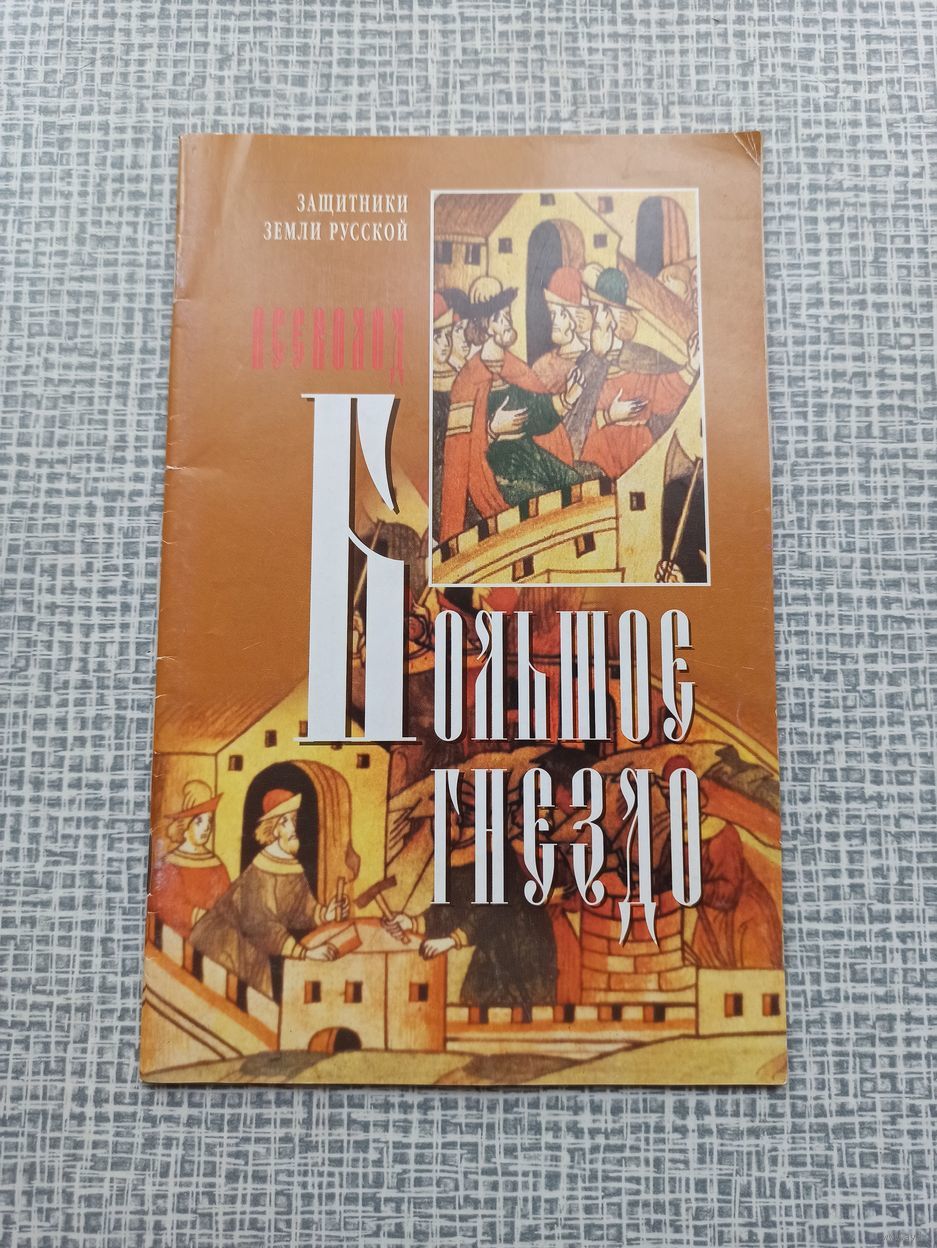 ЗАЩИТНИКИ
ЗЕМЛИ РУССКОЙ
ВСЕВОЛОД
БОЛЬШОЕ
ГНЕЗДО